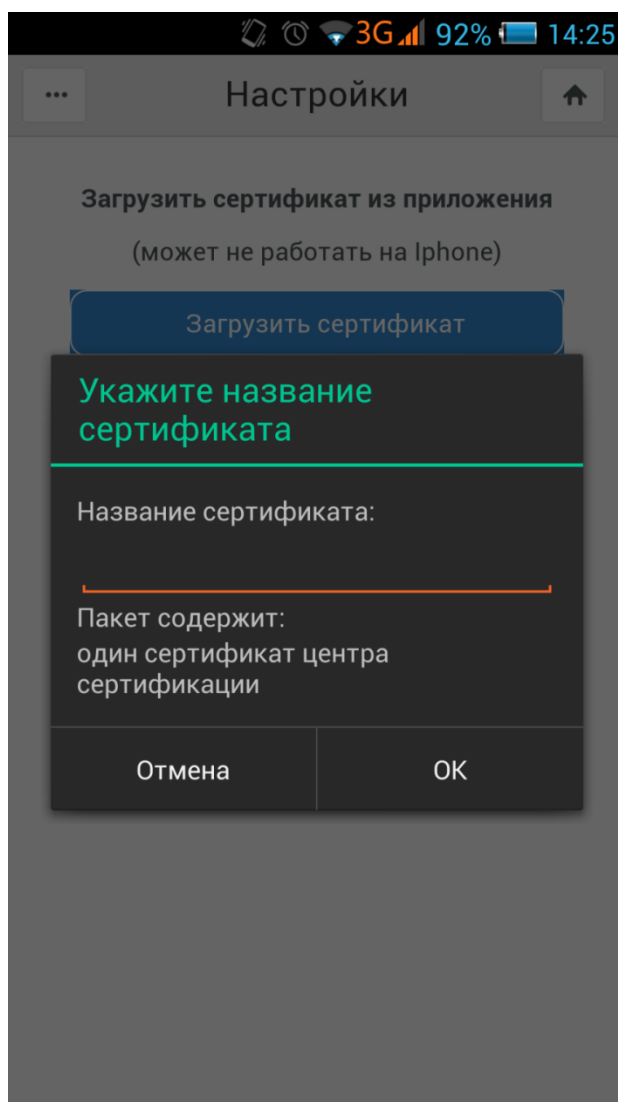 3G 92% 14:25
... Настройки
Загрузить сертификат из приложения
(может не работать на Iphone)
Загрузить сертификат
Укажите название
сертификата
Название сертификата:
Пакет содержит:
один сертификат центра
сертификации
Отмена ОК